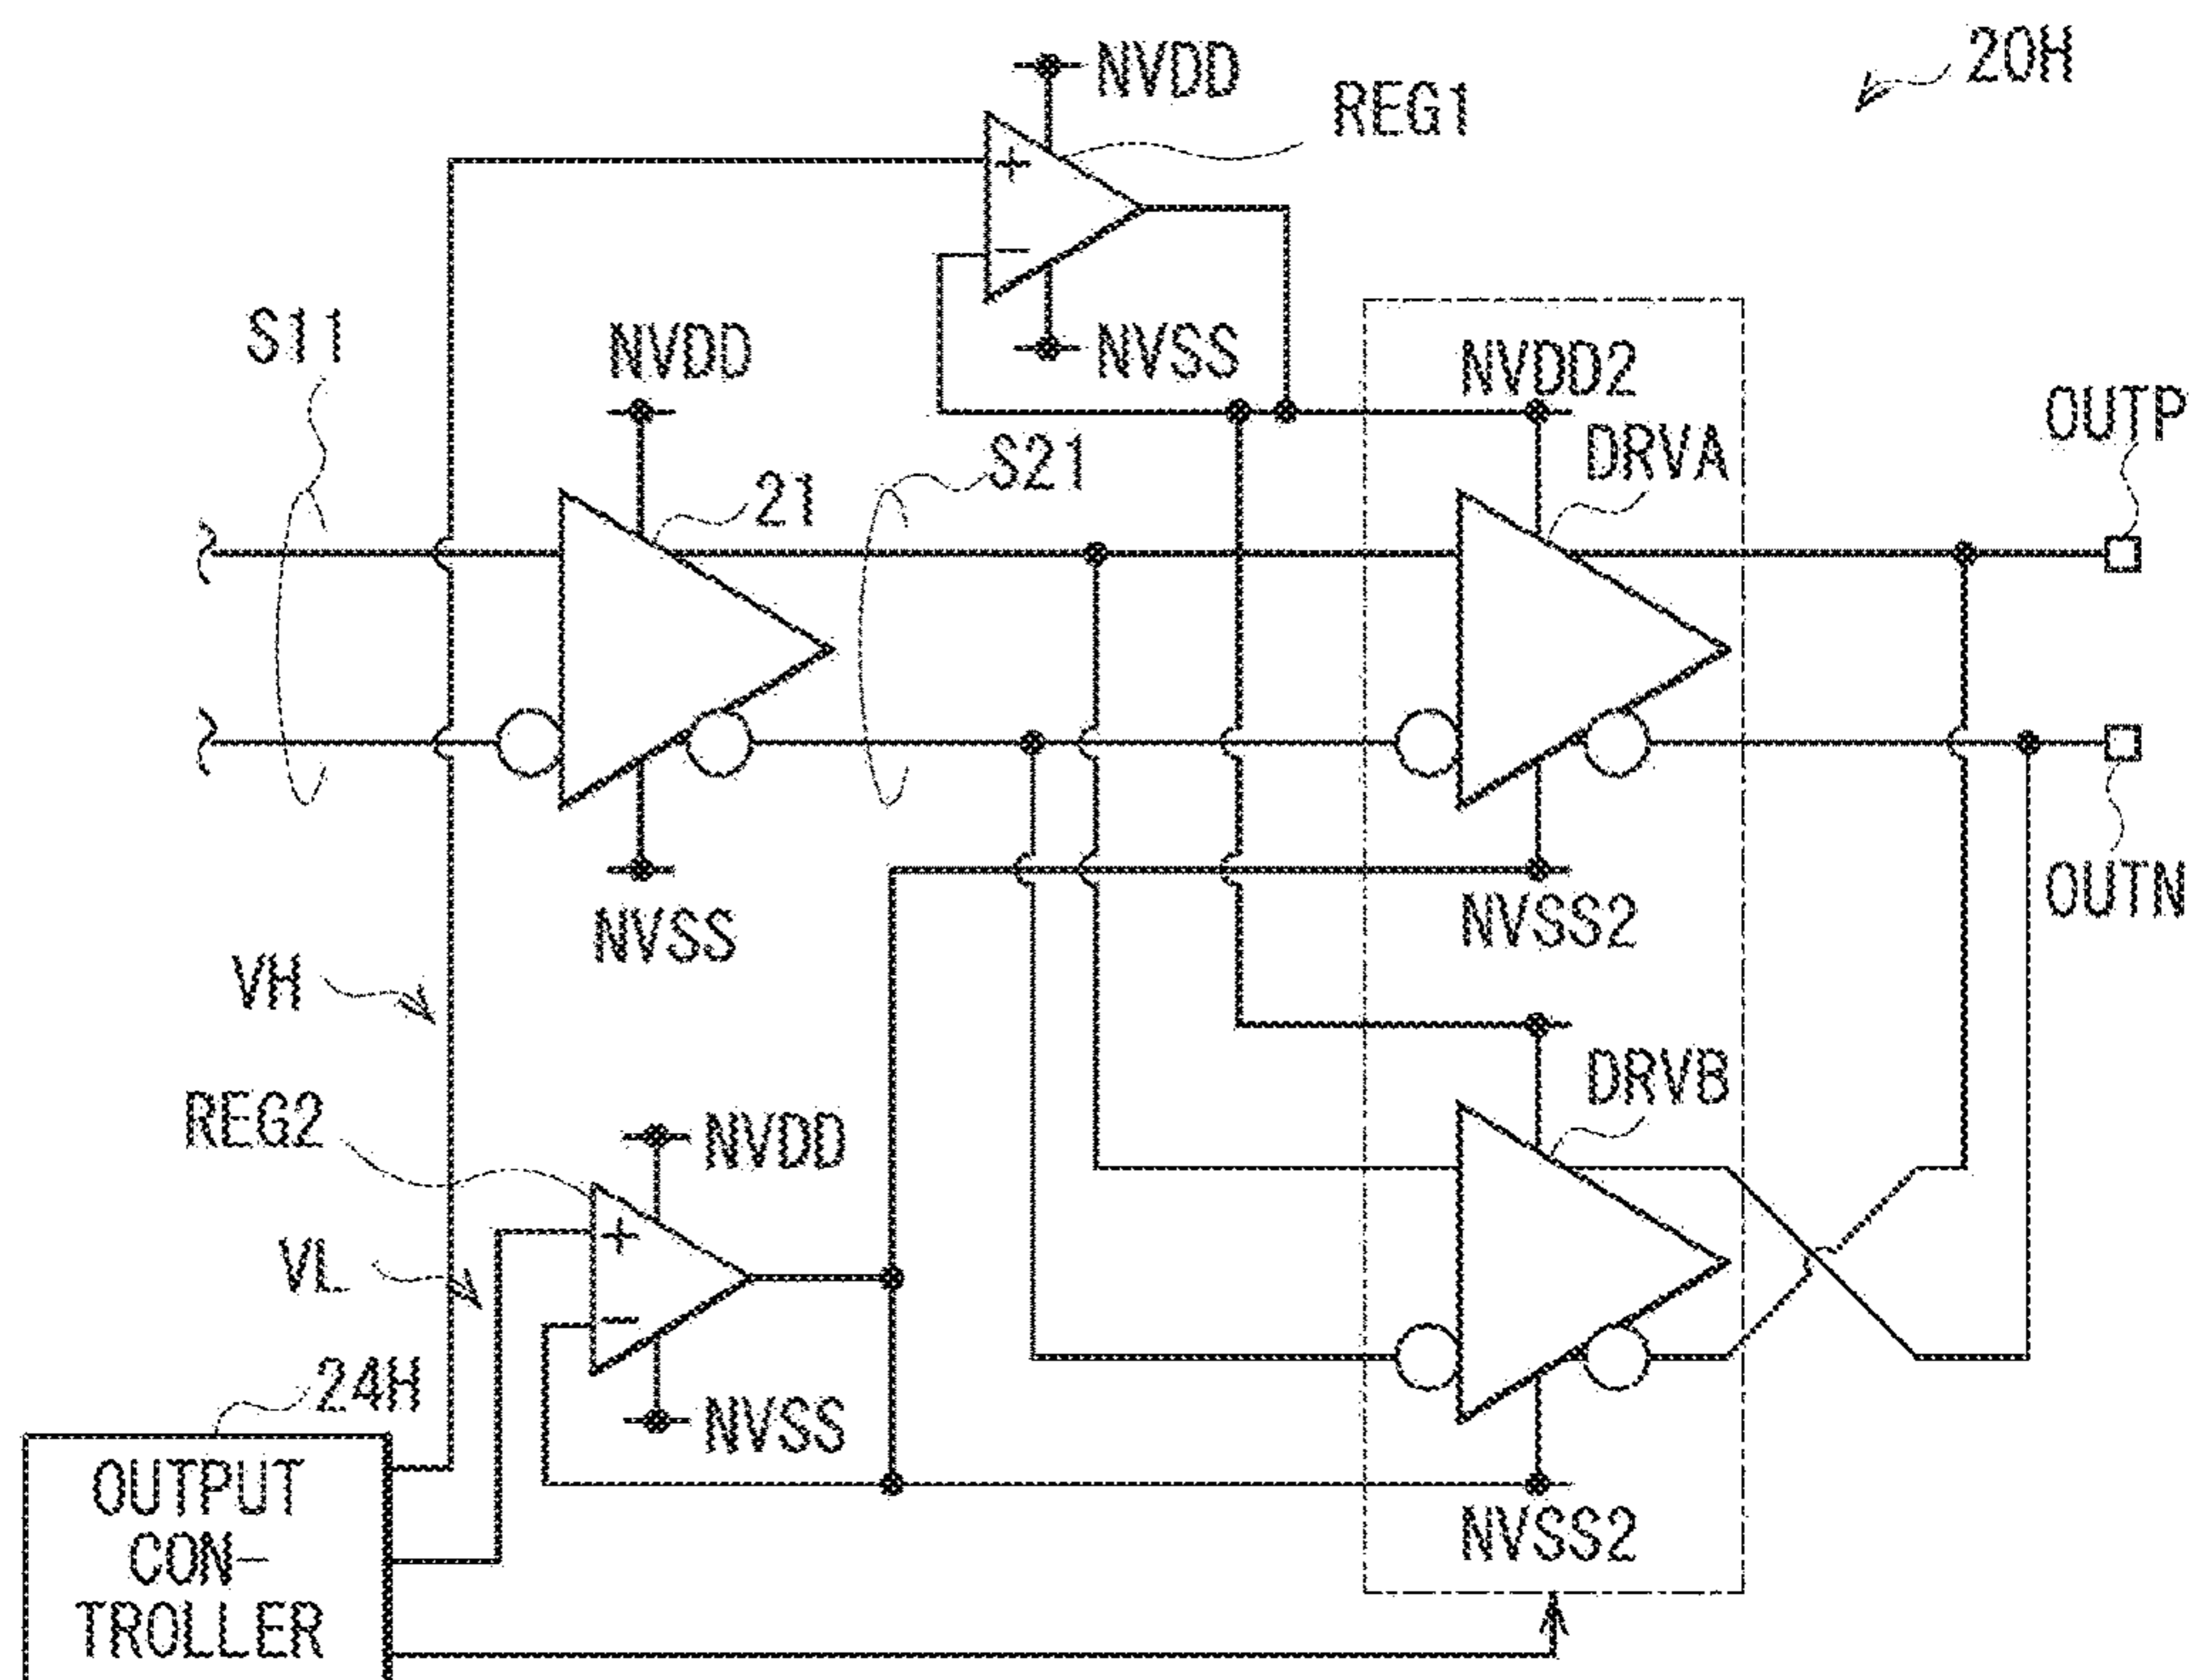 20H
NVDD
REG1
S11
NVDD
NVSS
NVDD2
OUTP
+
−
21
S21
DRVA
NVSS
NVSS2
OUTN
VH
DRVB
REG2
NVDD
+
−
VL
24H
NVSS
NVSS2
OUTPUT
CON-
TROLLER